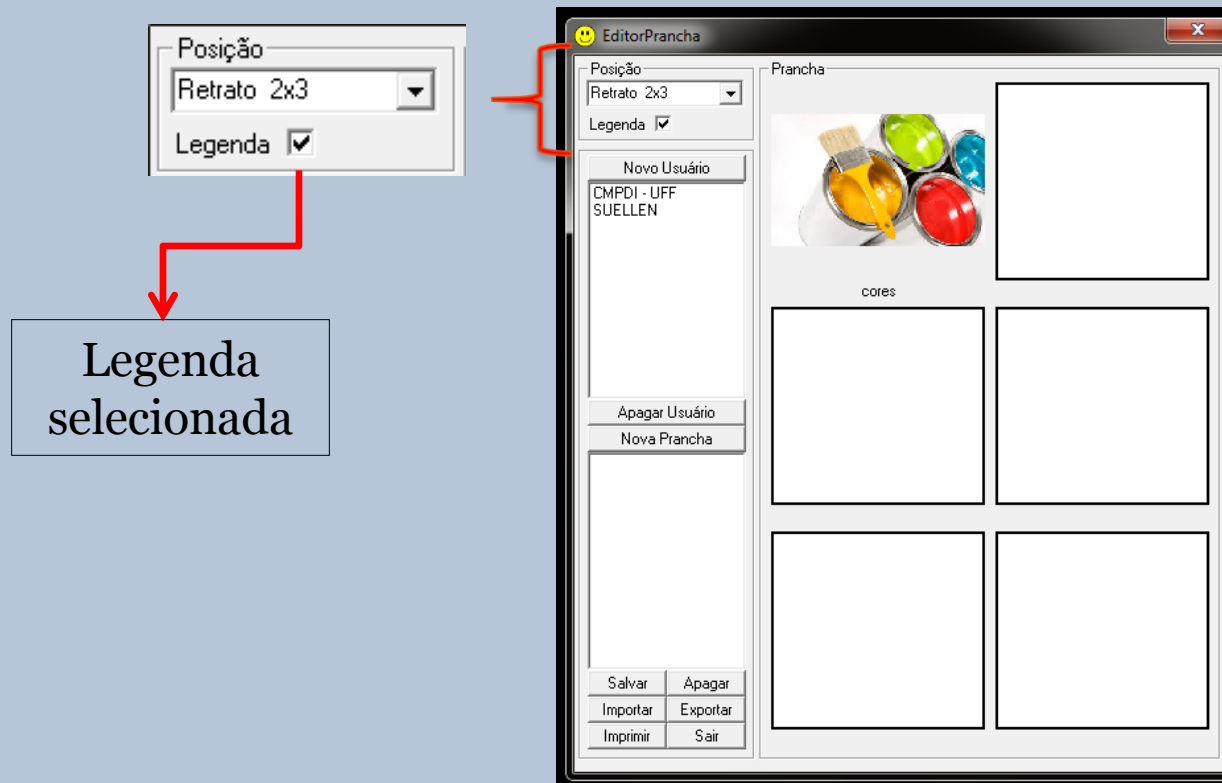 Posição
Retrato 2x3
Legenda
Legenda
selecionada
EditorPrancha
x
Posição
Retrato 2x3
Legenda
Novo Usuário
CMPDI - UFF
SUELLEN
Apagar Usuário
Nova Prancha
Salvar Apagar
Importar Exportar
Imprimir Sair
Prancha
cores